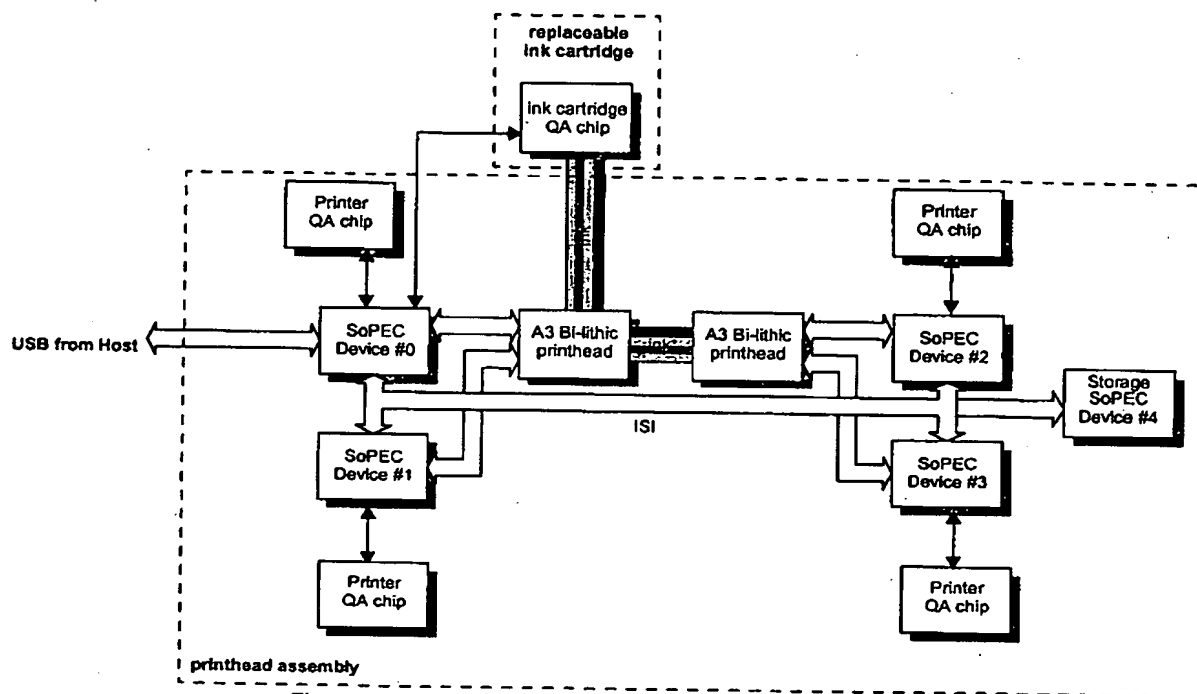 replaceable
ink cartridge
ink cartridge
QA chip
Printer
QA chip
Printer
QA chip
USB from Host
SoPEC
Device #0
A3 Bi-lithic
printhead
ink
A3 Bi-lithic
printhead
SoPEC
Device #2
Storage
SoPEC
Device #4
ISI
SoPEC
Device #1
SoPEC
Device #3
Printer
QA chip
Printer
QA chip
printhead assembly